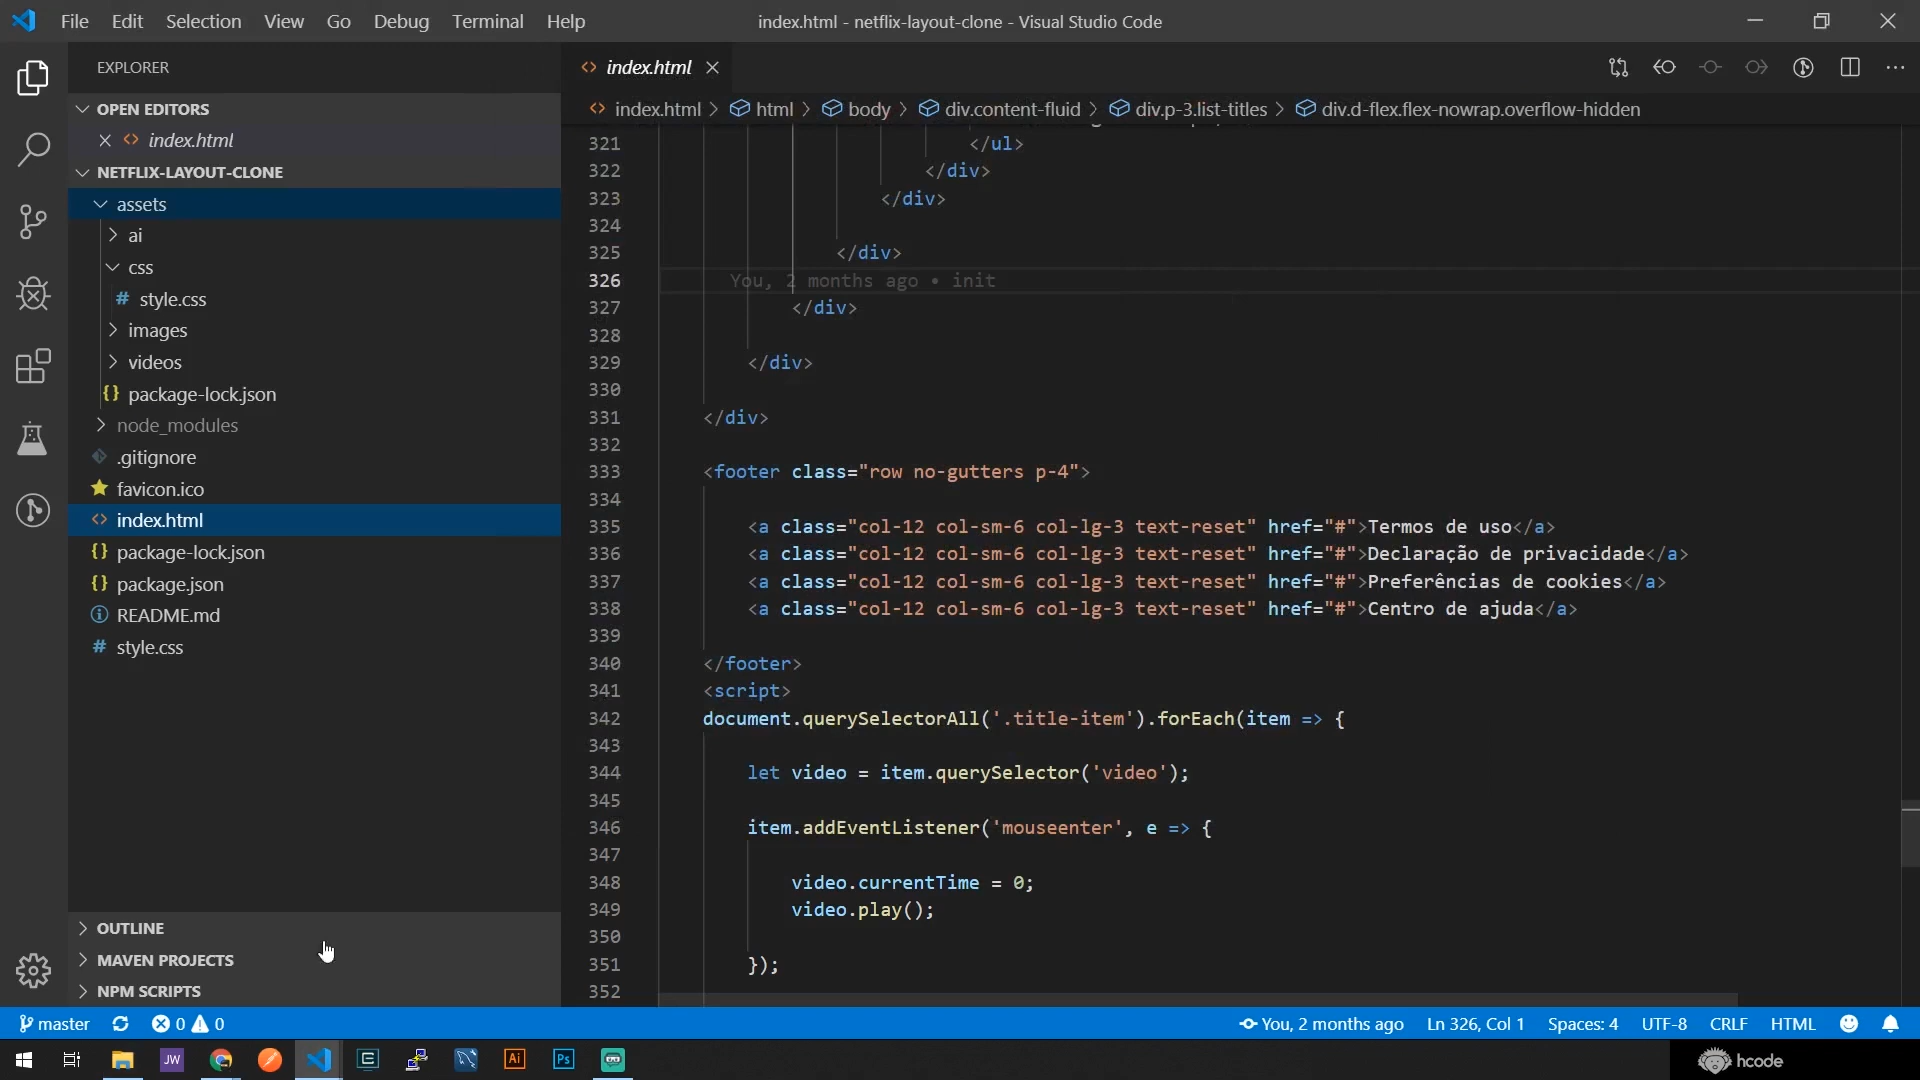 File Edit Selection View Go Debug Terminal Help
index.html - netflix-layout-clone - Visual Studio Code
EXPLORER
OPEN EDITORS
index.html
NETFLIX-LAYOUT-CLONE
assets
ai
css
# style.css
images
videos
{} package-lock.json
node_modules
.gitignore
favicon.ico
<> index.html
{} package-lock.json
{} package.json
README.md
# style.css
OUTLINE
MAVEN PROJECTS
NPM SCRIPTS
<> index.html
<> index.html > html > body > div.content-fluid > div.p-3.list-titles > div.d-flex.flex-nowrap.overflow-hidden
321 </ul>
322 </div>
323 </div>
324
325 </div>
326 You, 2 months ago • init
327 </div>
328
329 </div>
330
331 </div>
332
333 <footer class="row no-gutters p-4">
334
335 <a class="col-12 col-sm-6 col-lg-3 text-reset" href="#">Termos de uso</a>
336 <a class="col-12 col-sm-6 col-lg-3 text-reset" href="#">Declaração de privacidade</a>
337 <a class="col-12 col-sm-6 col-lg-3 text-reset" href="#">Preferências de cookies</a>
338 <a class="col-12 col-sm-6 col-lg-3 text-reset" href="#">Centro de ajuda</a>
339
340 </footer>
341 <script>
342 document.querySelectorAll('.title-item').forEach(item => {
343
344 let video = item.querySelector('video');
345
346 item.addEventListener('mouseenter', e => {
347
348 video.currentTime = 0;
349 video.play();
350
351 });
352
master 0 0 You, 2 months ago Ln 326, Col 1 Spaces: 4 UTF-8 CRLF HTML
JW Ai Ps hcode